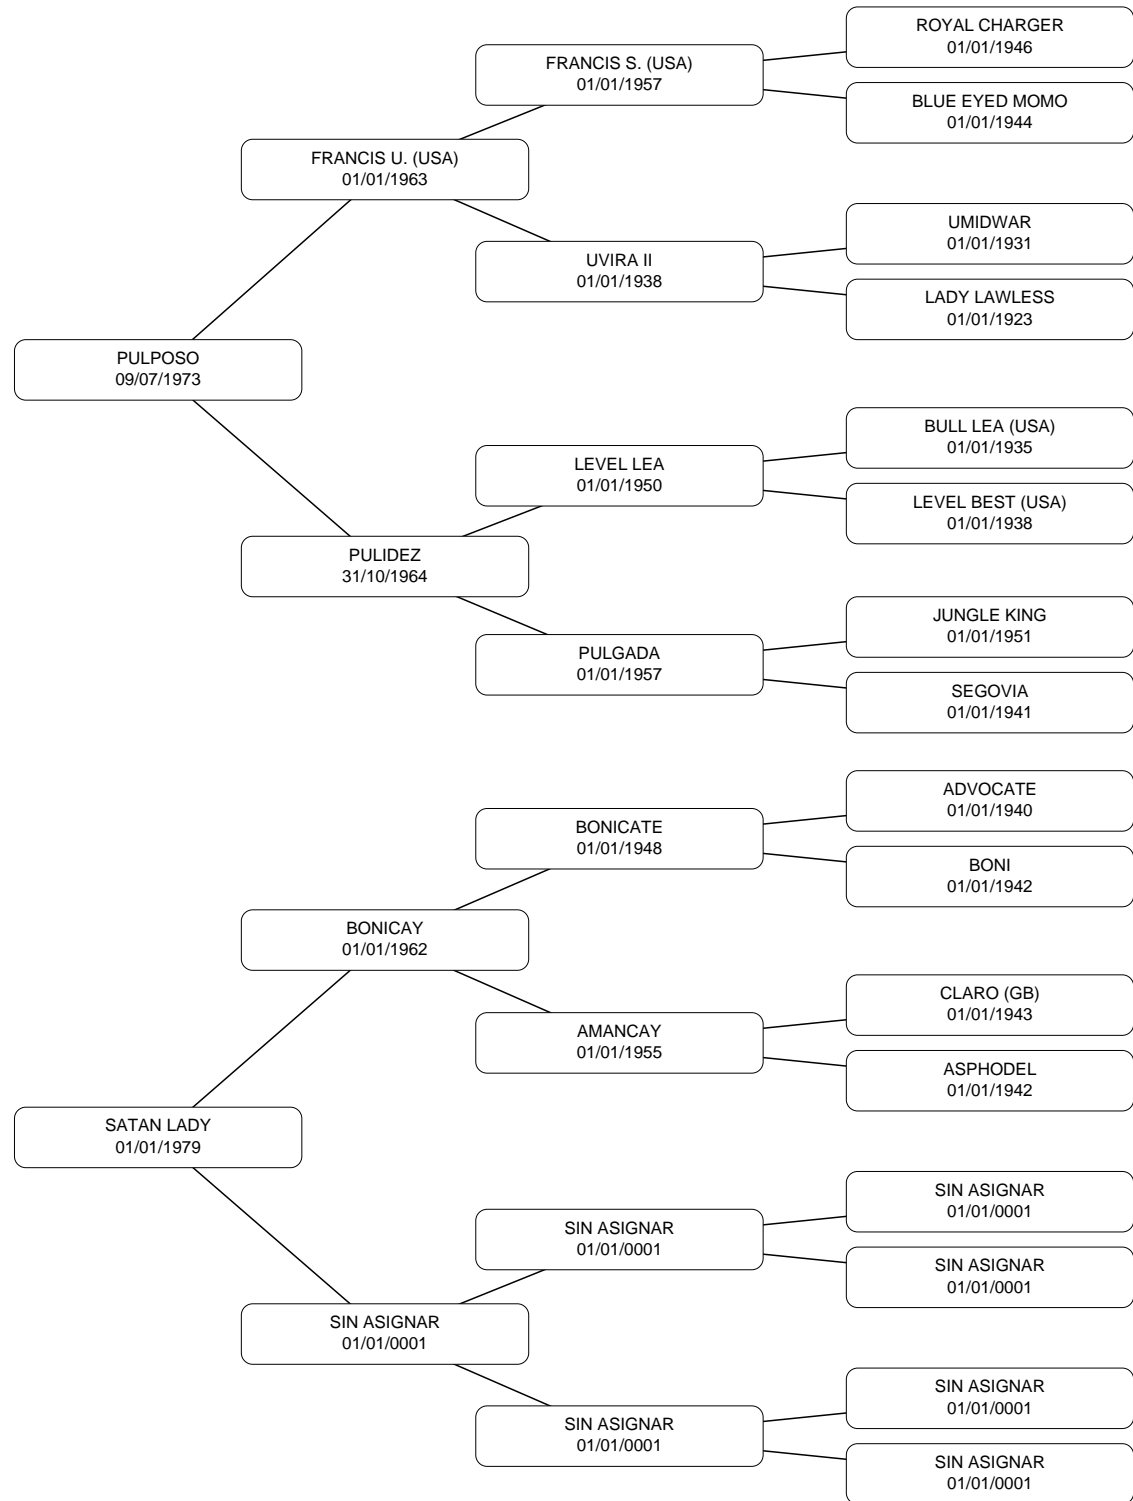 ROYAL CHARGER
01/01/1946
FRANCIS S. (USA)
01/01/1957
BLUE EYED MOMO
01/01/1944
FRANCIS U. (USA)
01/01/1963
UMIDWAR
01/01/1931
UVIRA II
01/01/1938
LADY LAWLESS
01/01/1923
PULPOSO
09/07/1973
BULL LEA (USA)
01/01/1935
LEVEL LEA
01/01/1950
LEVEL BEST (USA)
01/01/1938
PULIDEZ
31/10/1964
JUNGLE KING
01/01/1951
PULGADA
01/01/1957
SEGOVIA
01/01/1941
ADVOCATE
01/01/1940
BONICATE
01/01/1948
BONI
01/01/1942
BONICAY
01/01/1962
CLARO (GB)
01/01/1943
AMANCAY
01/01/1955
ASPHODEL
01/01/1942
SATAN LADY
01/01/1979
SIN ASIGNAR
01/01/0001
SIN ASIGNAR
01/01/0001
SIN ASIGNAR
01/01/0001
SIN ASIGNAR
01/01/0001
SIN ASIGNAR
01/01/0001
SIN ASIGNAR
01/01/0001
SIN ASIGNAR
01/01/0001